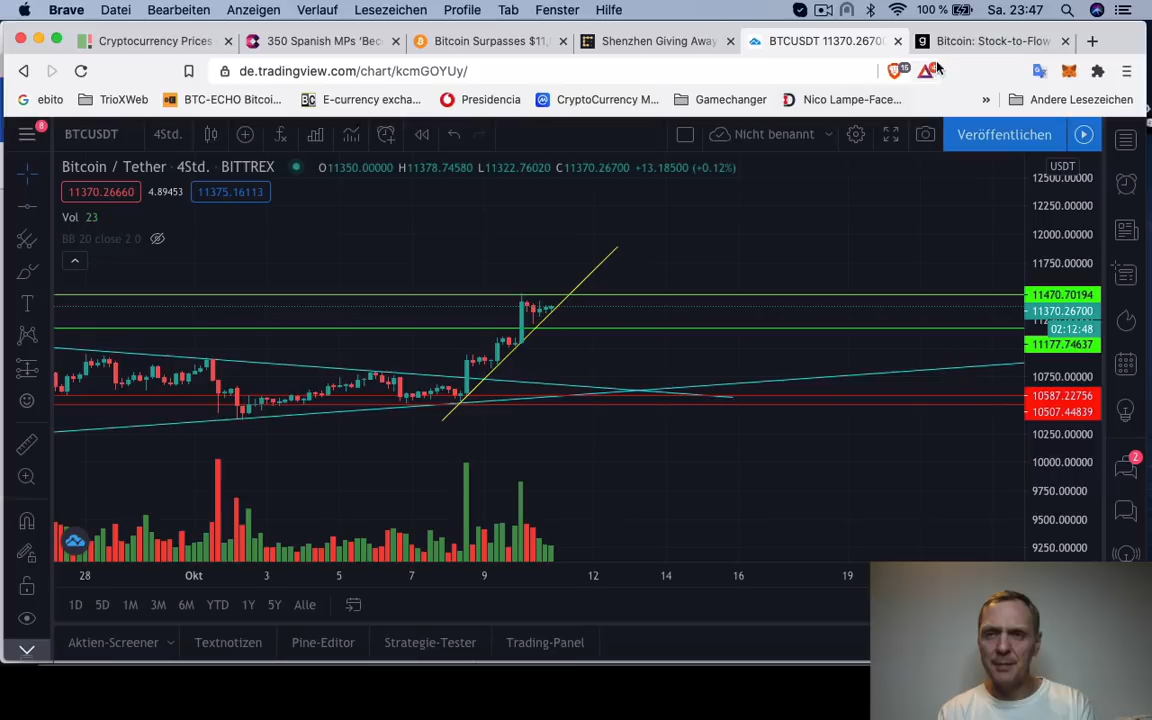 Brave Datei Bearbeiten Anzeigen Verlauf Lesezeichen Profile Tab Fenster Hilfe 100 % Sa. 23:47
Cryptocurrency Prices 350 Spanish MPs ‘Bec Bitcoin Surpasses $11, Shenzhen Giving Away BTCUSDT 11370.26700 Bitcoin: Stock-to-Flow
de.tradingview.com/chart/kcmGOYUy/ 15
ebito TrioXWeb BTC-ECHO Bitcoi... E-currency excha... Presidencia CryptoCurrency M... Gamechanger Nico Lampe-Face... » Andere Lesezeichen
8 BTCUSDT 4Std. Nicht benannt Veröffentlichen
Bitcoin / Tether · 4Std. · BITTREX O11350.00000 H11378.74580 L11322.76020 C11370.26700 +13.18500 (+0.12%) USDT
12500.00000
11370.26660 4.89453 11375.16113
12250.00000
Vol 23
12000.00000
BB 20 close 2 0
11750.00000
11470.70194
11370.26700
02:12:48
11177.74637
10750.00000
10587.22756
10507.44839
10250.00000
10000.00000
2
9750.00000
9500.00000
9250.00000
28 Okt 3 5 7 9 12 14 16 19
1D 5D 1M 3M 6M YTD 1Y 5Y Alle
Aktien-Screener Textnotizen Pine-Editor Strategie-Tester Trading-Panel